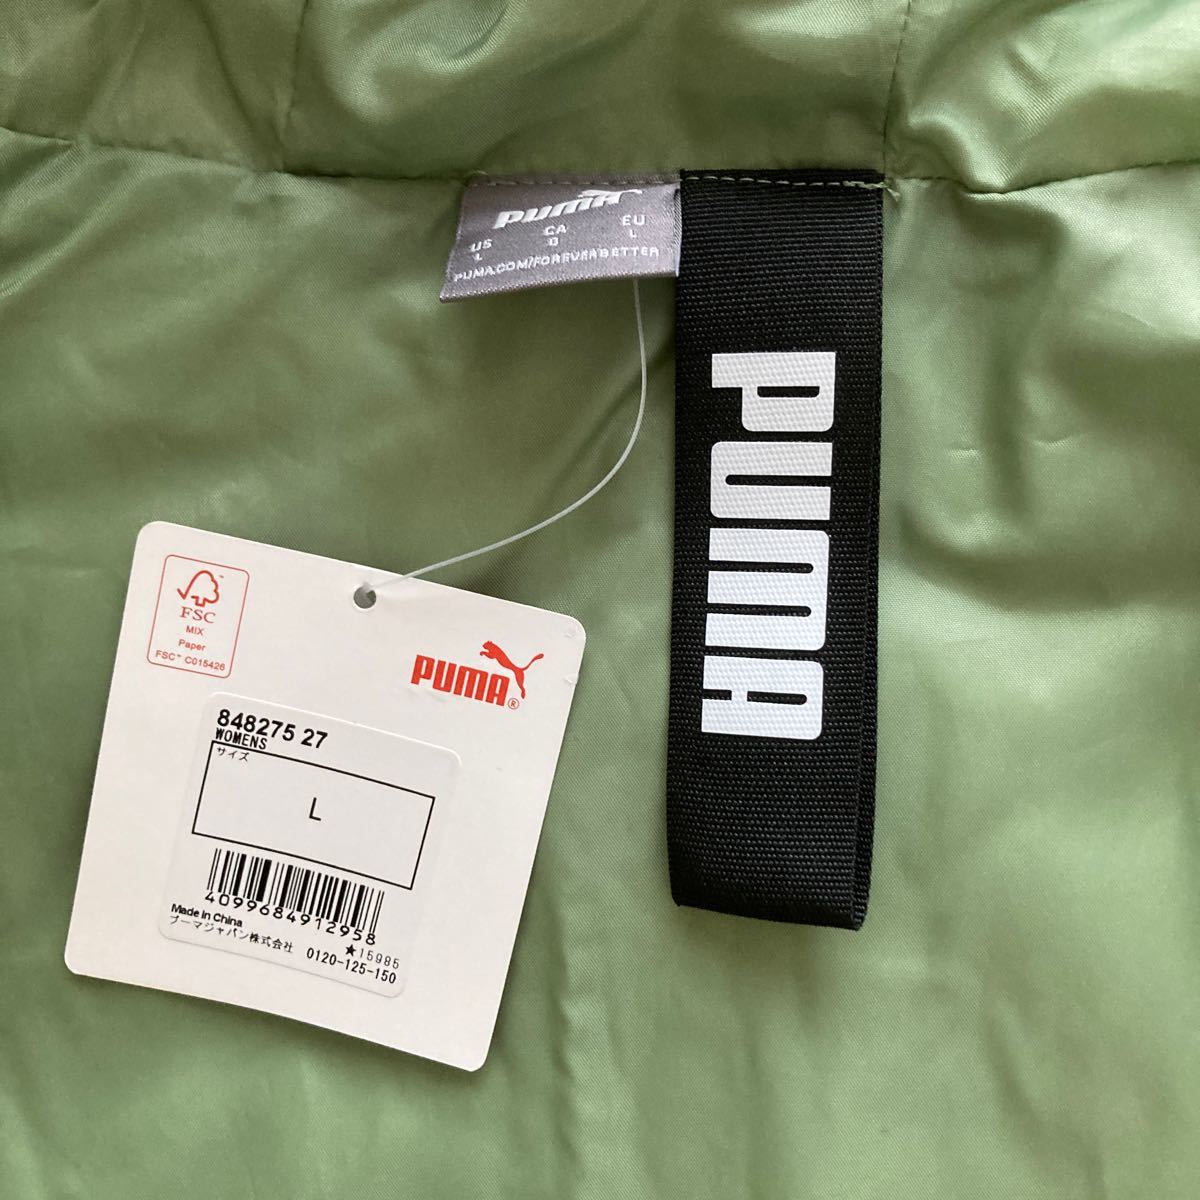 PUMA
US CA EU
L G L
PUMA.COM/FOREVERBETTER
PUMA
FSC
MIX
Paper
FSC™ C015426
PUMA®
848275 27
WOMENS
サイズ
L
4099684912958
Made in China
★15985
プーマジャパン株式会社 0120-125-150